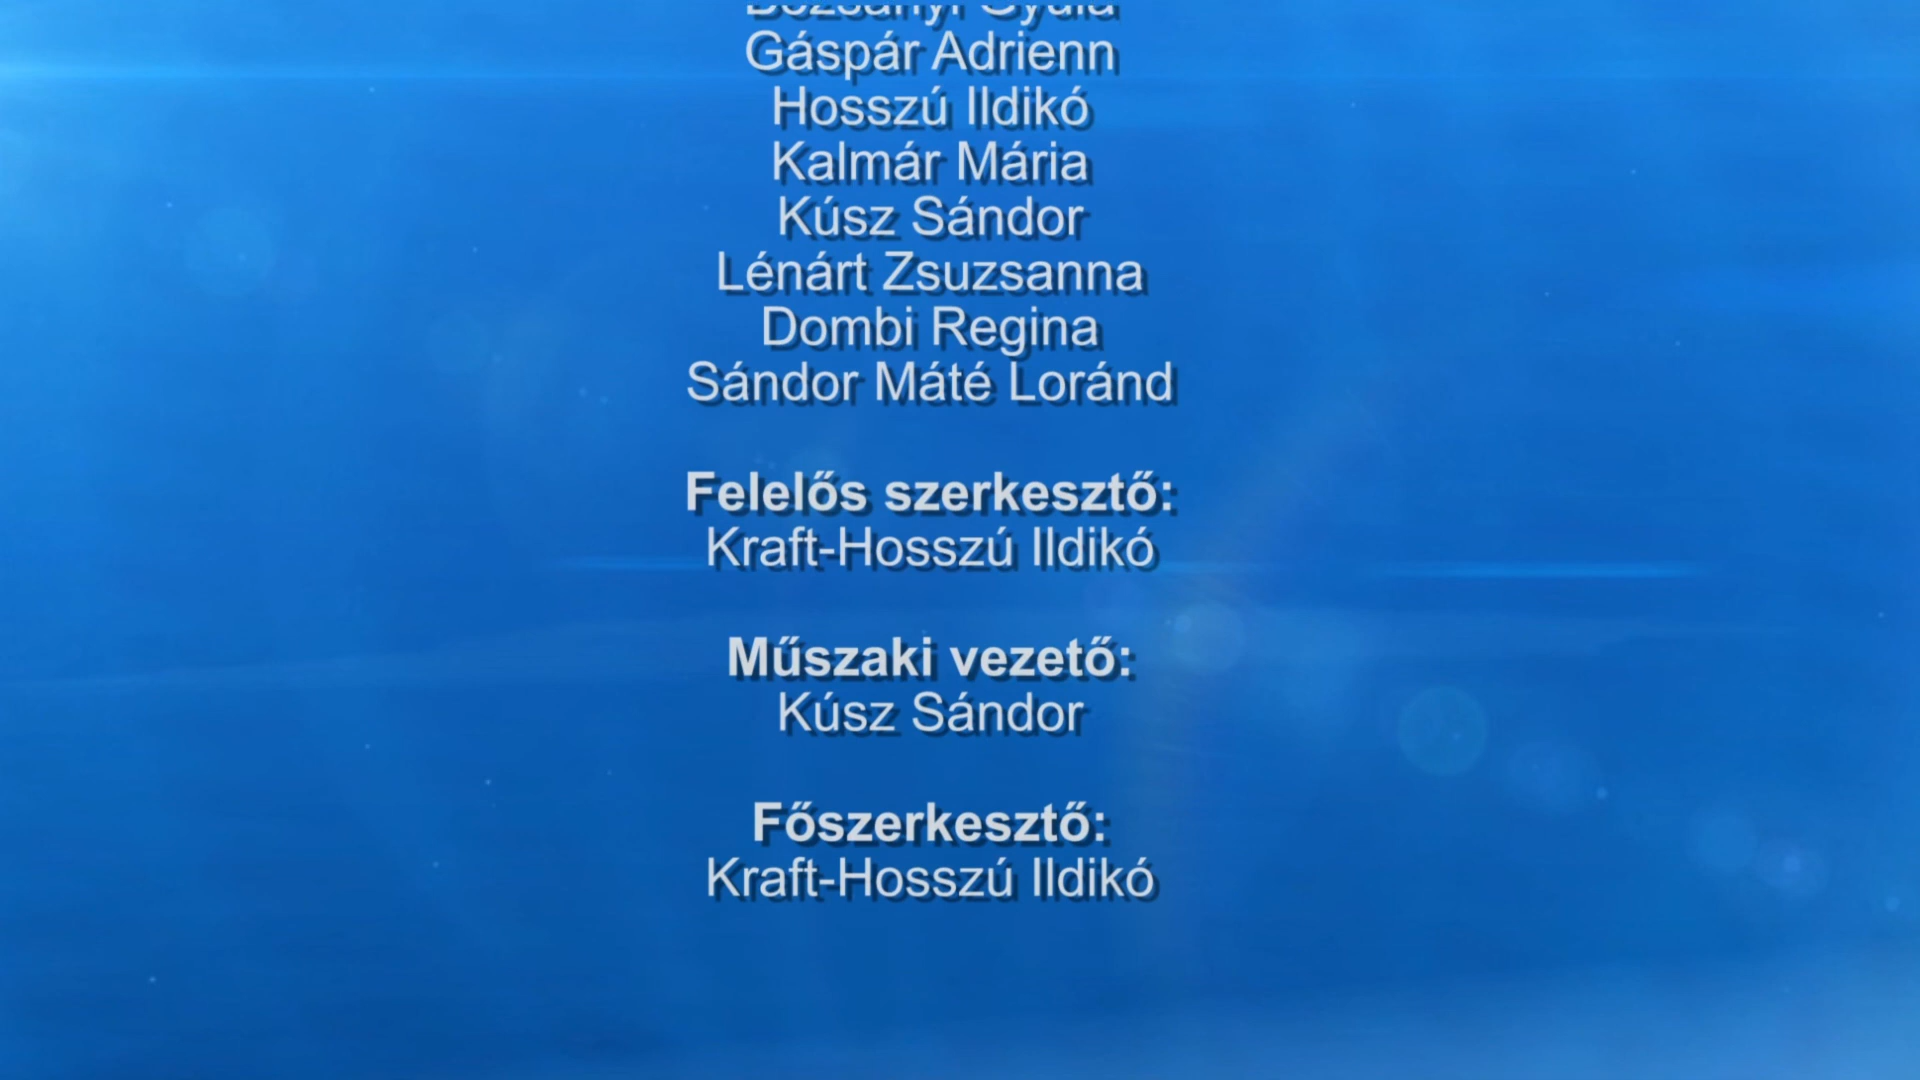 Gáspár Adrienn
Hosszú Ildikó
Kalmár Mária
Kúsz Sándor
Lénárt Zsuzsanna
Dombi Regina
Sándor Máté Loránd
Felelős szerkesztő:
Kraft-Hosszú Ildikó
Műszaki vezető:
Kúsz Sándor
Főszerkesztő:
Kraft-Hosszú Ildikó